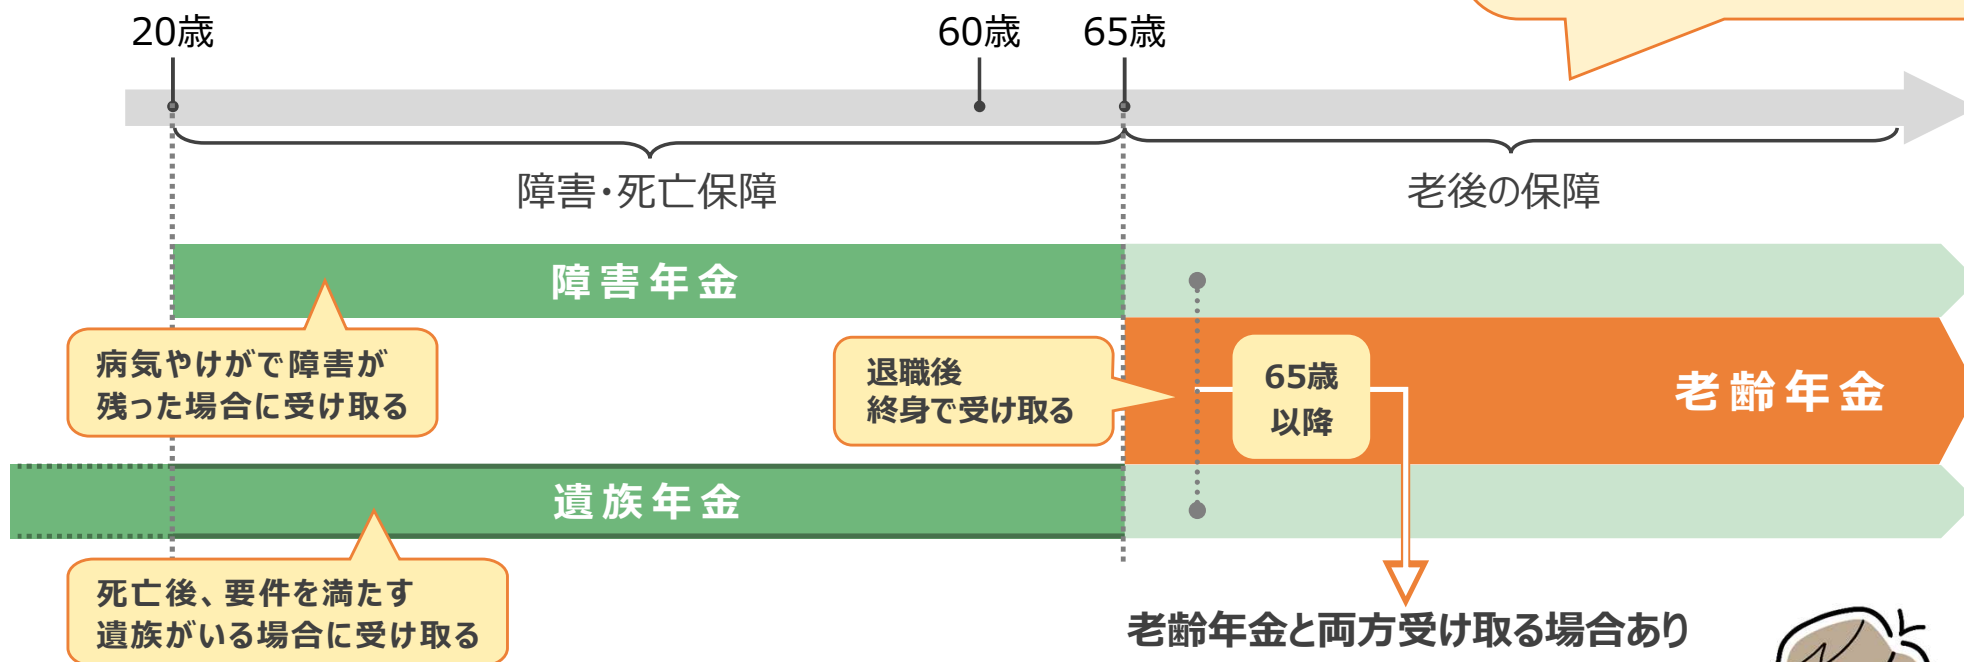 20歳
60歳
65歳
障害・死亡保障
老後の保障
障害年金
病気やけがで障害が
残った場合に受け取る
退職後
終身で受け取る
65歳
以降
老齢年金
遺族年金
死亡後、要件を満たす
遺族がいる場合に受け取る
老齢年金と両方受け取る場合あり